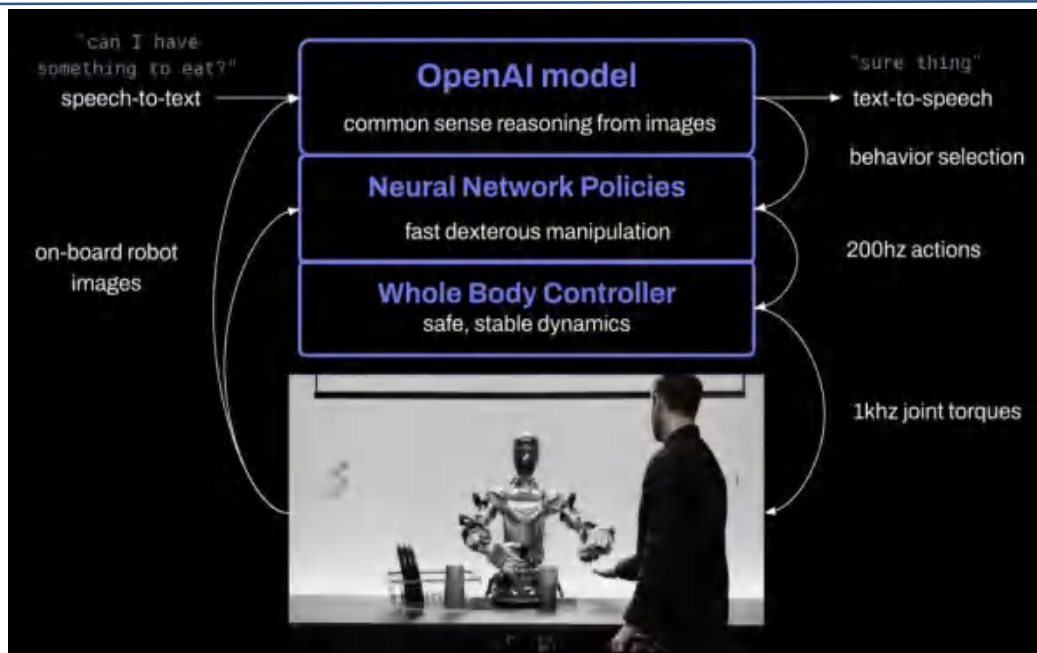 "can I have
something to eat?"
speech-to-text
OpenAI model
common sense reasoning from images
"sure thing"
text-to-speech
behavior selection
Neural Network Policies
fast dexterous manipulation
on-board robot
images
200hz actions
Whole Body Controller
safe, stable dynamics
1khz joint torques